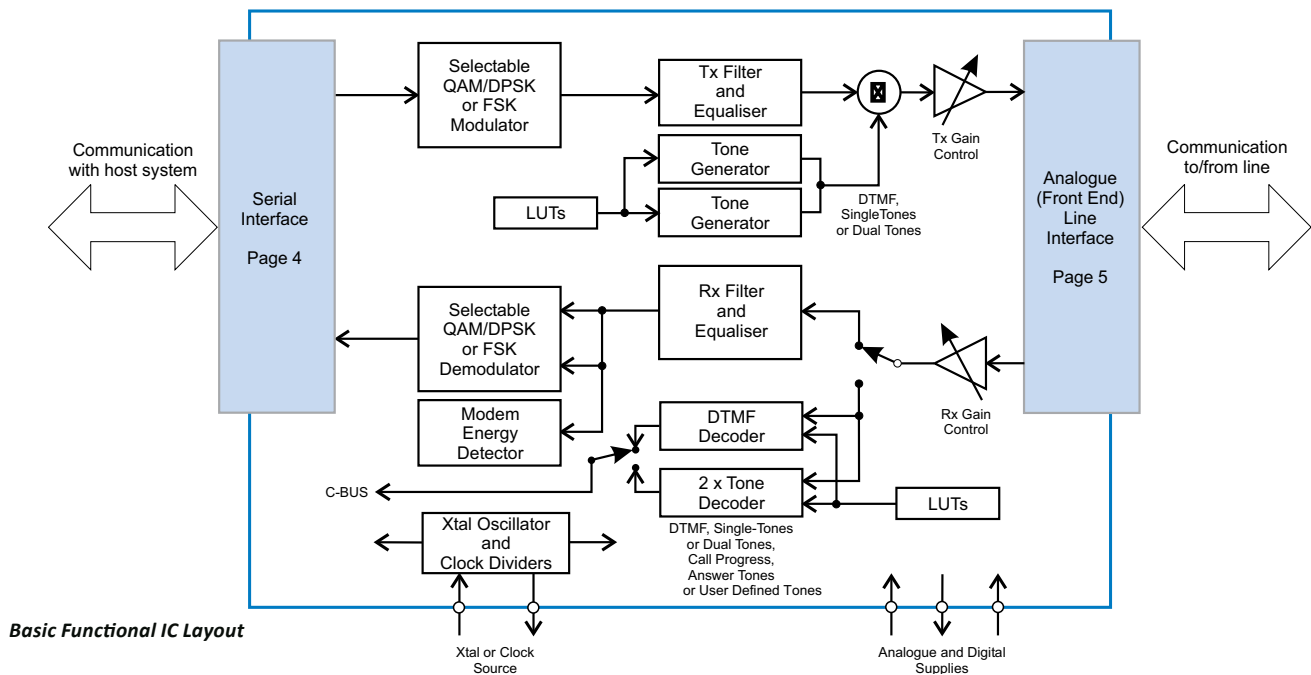 Selectable
QAM/DPSK
or FSK
Modulator
Tx Filter
and
Equaliser
Tx Gain
Control
Communication
with host system
Serial
Interface
Page 4
Tone
Generator
LUTs
Tone
Generator
DTMF,
SingleTones
or Dual Tones
Analogue
(Front End)
Line
Interface
Page 5
Communication
to/from line
Selectable
QAM/DPSK
or FSK
Demodulator
Rx Filter
and
Equaliser
Rx Gain
Control
Modem
Energy
Detector
DTMF
Decoder
C-BUS
2 x Tone
Decoder
LUTs
DTMF, Single-Tones
or Dual Tones,
Call Progress,
Answer Tones
or User Defined Tones
Xtal Oscillator
and
Clock Dividers
Basic Functional IC Layout
Xtal or Clock
Source
Analogue and Digital
Supplies